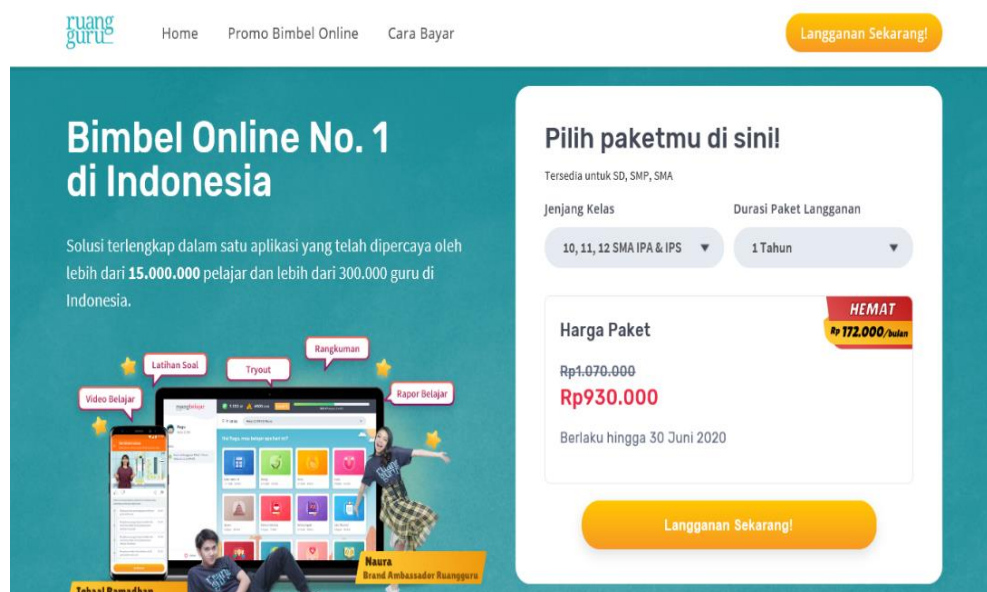 ruang
guru
Home
Promo Bimbel Online
Cara Bayar
Langganan Sekarang!
Bimbel Online No. 1
di Indonesia
Solusi terlengkap dalam satu aplikasi yang telah dipercaya oleh
lebih dari 15.000.000 pelajar dan lebih dari 300.000 guru di
Indonesia.
Video Belajar
Latihan Soal
Tryout
Rangkuman
Rapor Belajar
ruangbelajar
Naura
Brand Ambassador Ruangguru
Pilih paketmu di sini!
Tersedia untuk SD, SMP, SMA
Jenjang Kelas
Durasi Paket Langganan
10, 11, 12 SMA IPA & IPS
1 Tahun
HEMAT
Rp 172.000/bulan
Harga Paket
Rp1.070.000
Rp930.000
Berlaku hingga 30 Juni 2020
Langganan Sekarang!